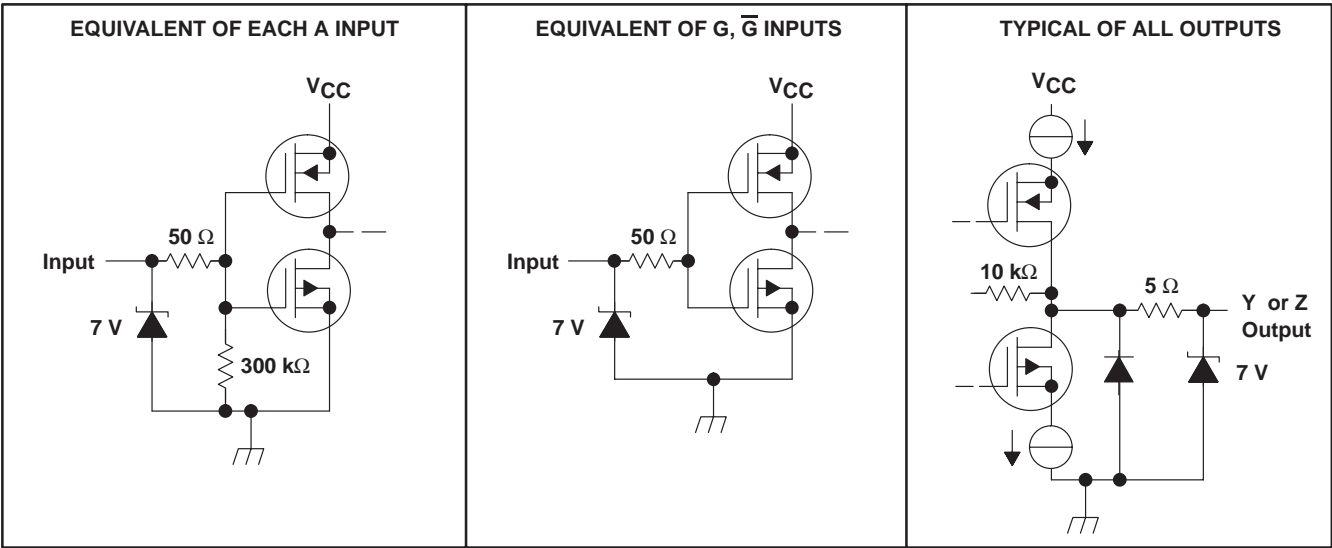 EQUIVALENT OF EACH A INPUT
VCC
50 Ω
Input
7 V
300 kΩ
EQUIVALENT OF G, G̅ INPUTS
VCC
50 Ω
Input
7 V
TYPICAL OF ALL OUTPUTS
VCC
10 kΩ
5 Ω
Y or Z
Output
7 V